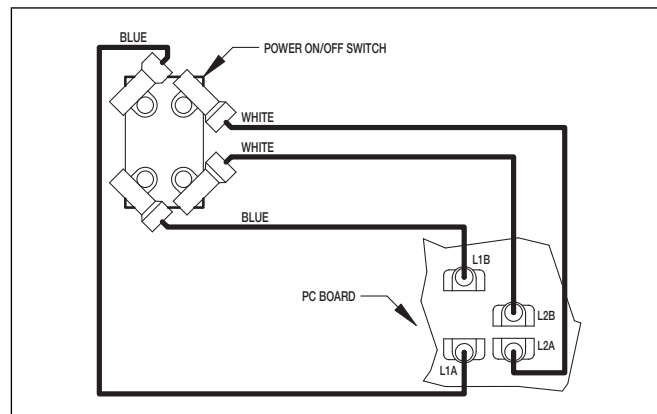 BLUE
POWER ON/OFF SWITCH
WHITE
WHITE
BLUE
L1B
PC BOARD
L2B
L2A
L1A